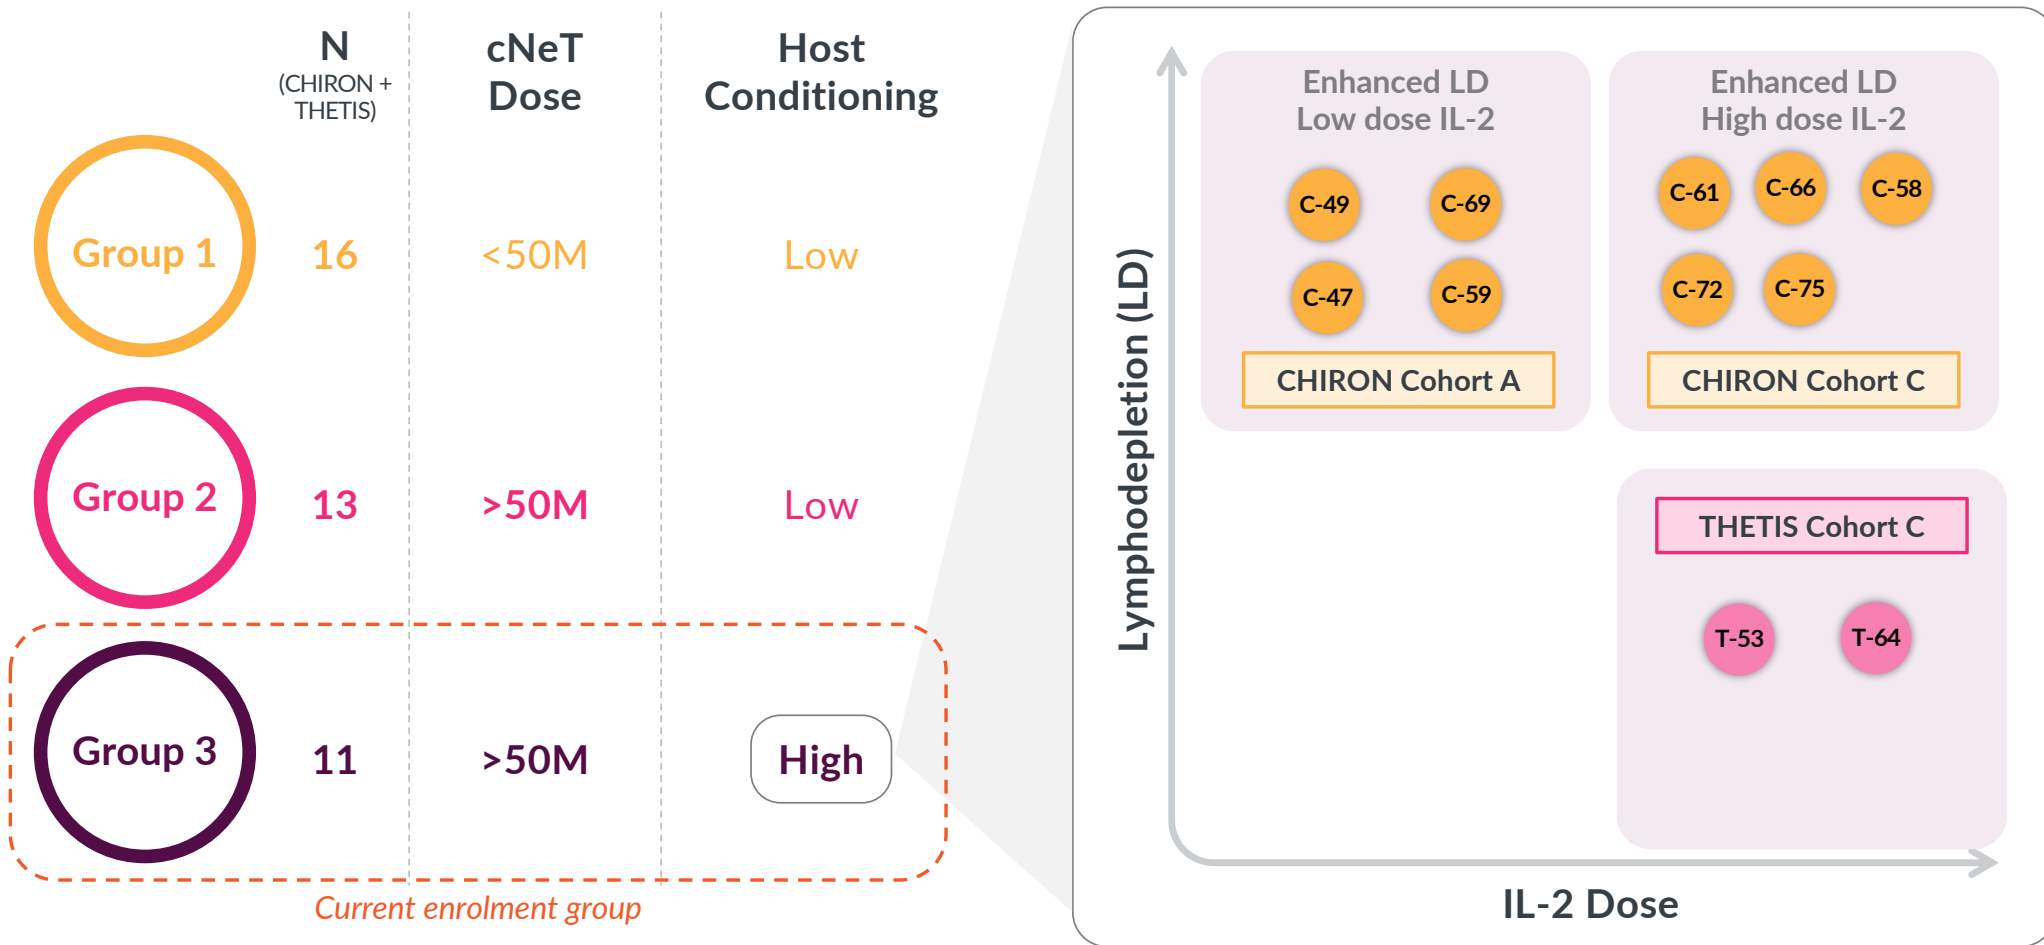 N
(CHIRON +
THETIS)
cNeT
Dose
Host
Conditioning
Group 1
16
<50M
Low
Group 2
13
>50M
Low
Group 3
11
>50M
High
Current enrolment group
Lymphodepletion (LD)
Enhanced LD
Low dose IL-2
C-49
C-69
C-47
C-59
CHIRON Cohort A
Enhanced LD
High dose IL-2
C-61
C-66
C-58
C-72
C-75
CHIRON Cohort C
THETIS Cohort C
T-53
T-64
IL-2 Dose